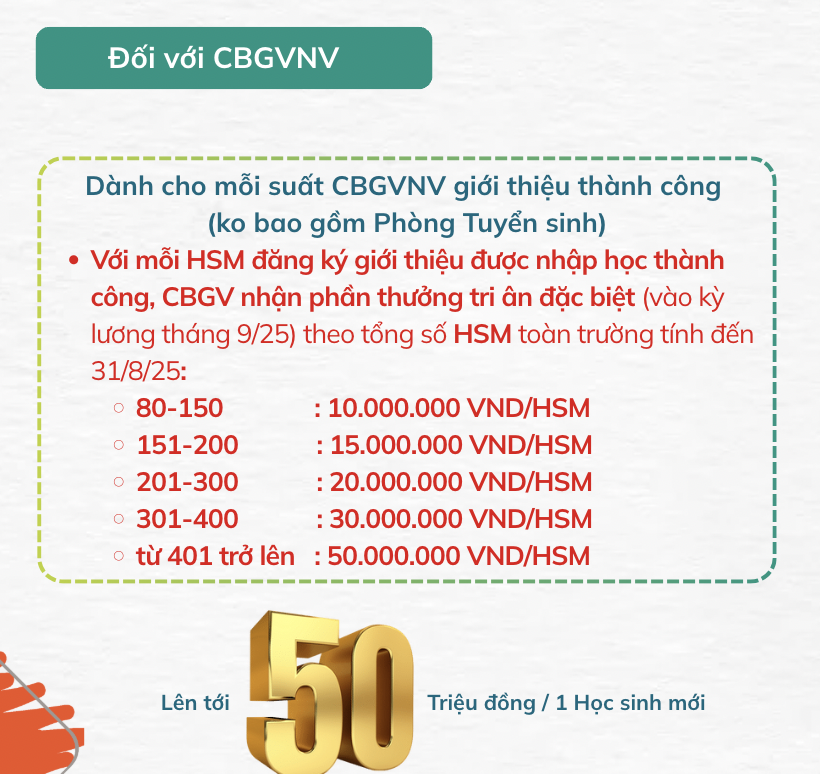 Đối với CBGVNV
Dành cho mỗi suất CBGVNV giới thiệu thành công
(ko bao gồm Phòng Tuyển sinh)
• Với mỗi HSM đăng ký giới thiệu được nhập học thành
công, CBGV nhận phần thưởng tri ân đặc biệt (vào kỳ
lương tháng 9/25) theo tổng số HSM toàn trường tính đến
31/8/25:
○ 80-150 : 10.000.000 VND/HSM
○ 151-200 : 15.000.000 VND/HSM
○ 201-300 : 20.000.000 VND/HSM
○ 301-400 : 30.000.000 VND/HSM
○ từ 401 trở lên : 50.000.000 VND/HSM
Lên tới 50 Triệu đồng / 1 Học sinh mới